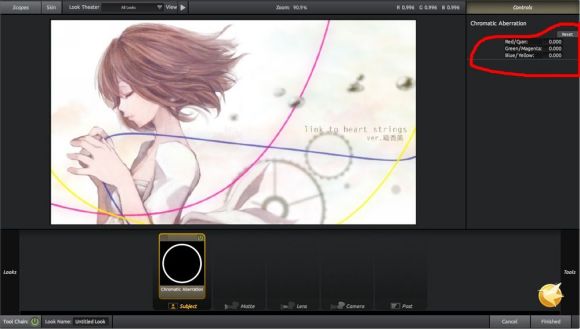 Scopes
Skin
Look Theater
All Looks
View
Zoom: 90.9%
R 0.996 G 0.996 B 0.996
Controls
Chromatic Aberration
Reset
Red/Cyan: 0.000
Green/Magenta: 0.000
Blue/Yellow: 0.000
link to heart strings
Looks
Tools
Chromatic Aberration
Subject
Matte
Lens
Camera
Post
Tool Chain:
Look Name: Untitled Look
Cancel
Finished